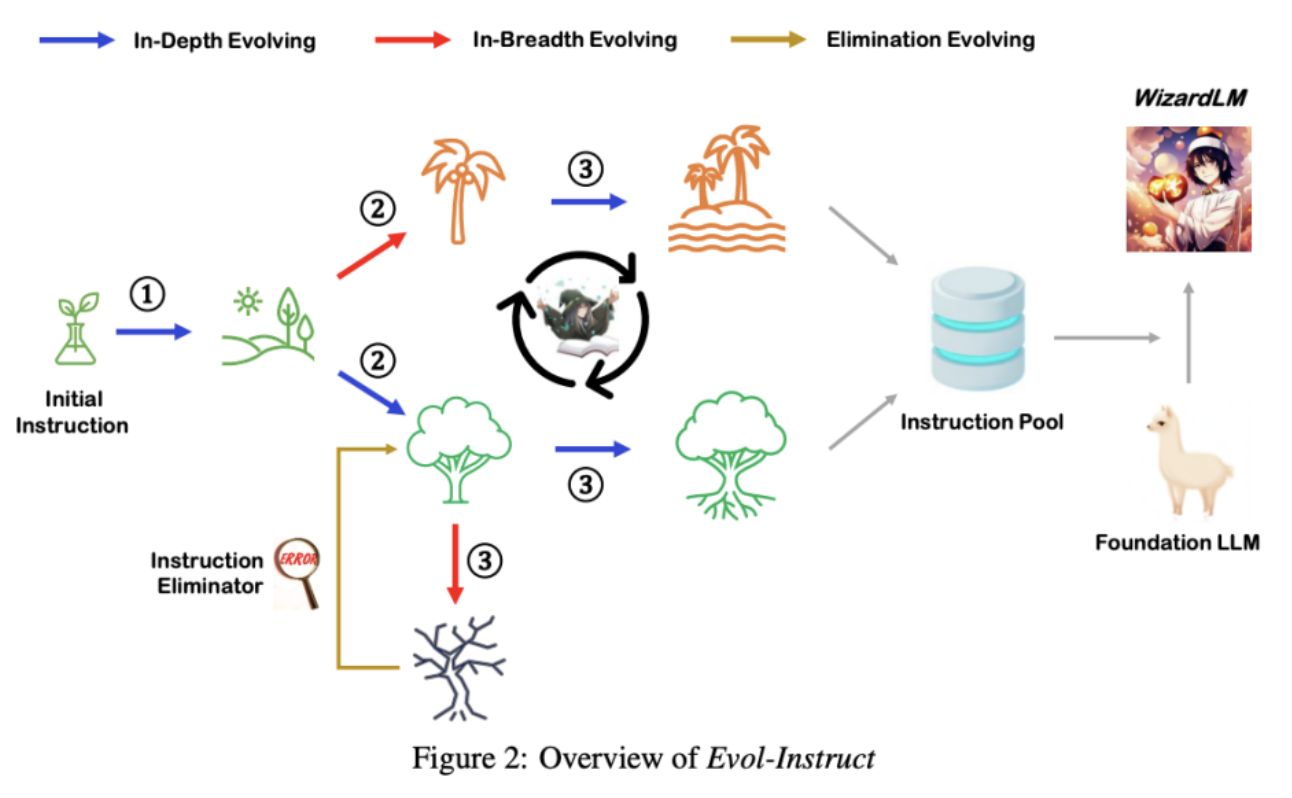 In-Depth Evolving
In-Breadth Evolving
Elimination Evolving
WizardLM
②
③
①
Initial
Instruction
②
Instruction Pool
③
Foundation LLM
Instruction
Eliminator
ERROR
③
Figure 2: Overview of Evol-Instruct